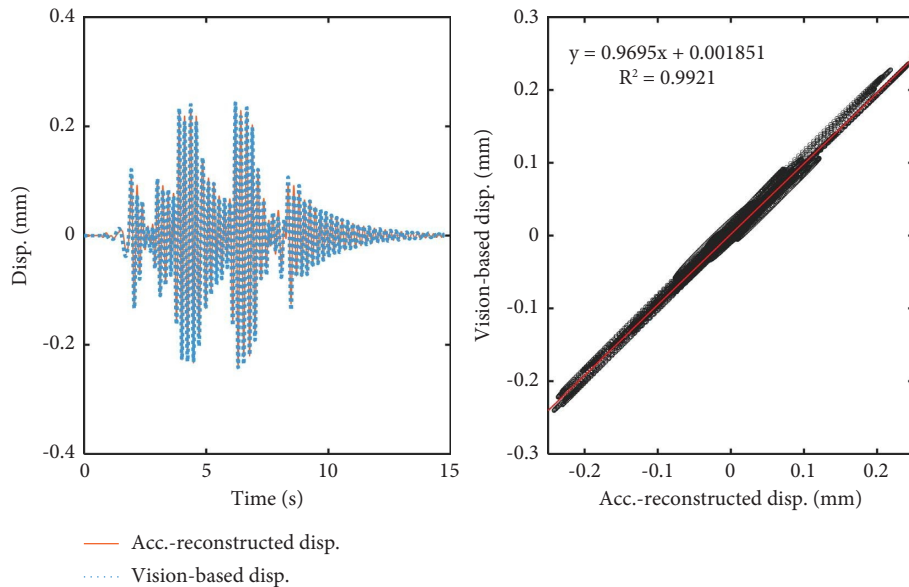 0.4
0.2
0
-0.2
-0.4
Disp. (mm)
0 5 10 15
Time (s)
Acc.-reconstructed disp.
Vision-based disp.
y = 0.9695x + 0.001851
R² = 0.9921
0.3
0.2
0.1
0
-0.1
-0.2
-0.3
Vision-based disp. (mm)
-0.2 -0.1 0 0.1 0.2
Acc.-reconstructed disp. (mm)